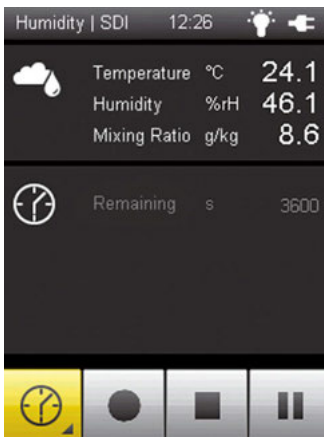 Humidity | SDI 12:26
Temperature °C 24.1
Humidity %rH 46.1
Mixing Ratio g/kg 8.6
Remaining s 3600